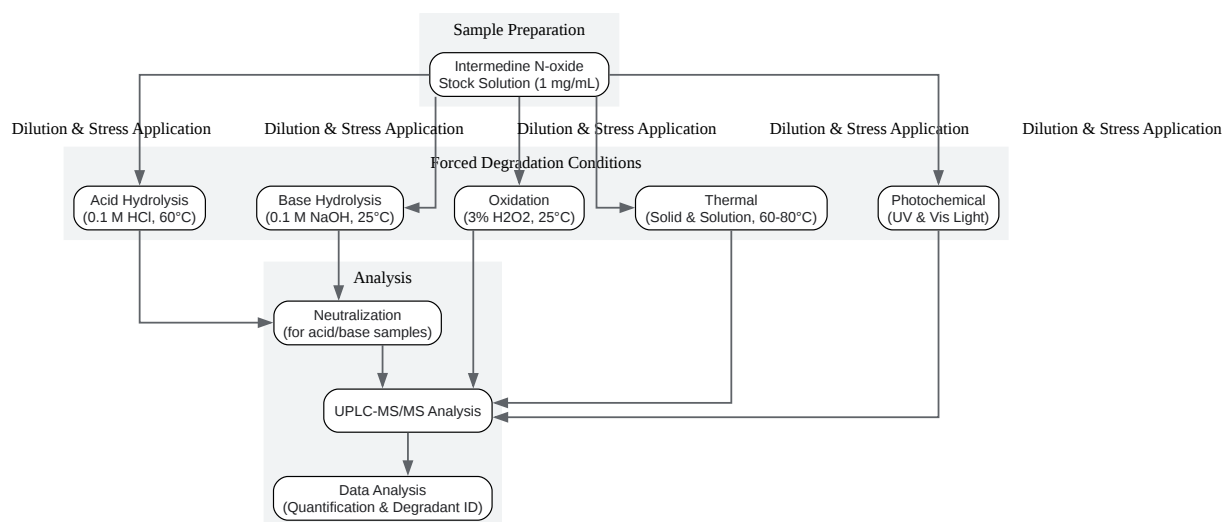 Sample Preparation
Intermedine N-oxide
Stock Solution (1 mg/mL)
Dilution & Stress Application
Dilution & Stress Application
Dilution & Stress Application
Dilution & Stress Application
Dilution & Stress Application
Forced Degradation Conditions
Acid Hydrolysis
(0.1 M HCl, 60°C)
Base Hydrolysis
(0.1 M NaOH, 25°C)
Oxidation
(3% H2O2, 25°C)
Thermal
(Solid & Solution, 60-80°C)
Photochemical
(UV & Vis Light)
Analysis
Neutralization
(for acid/base samples)
UPLC-MS/MS Analysis
Data Analysis
(Quantification & Degradant ID)